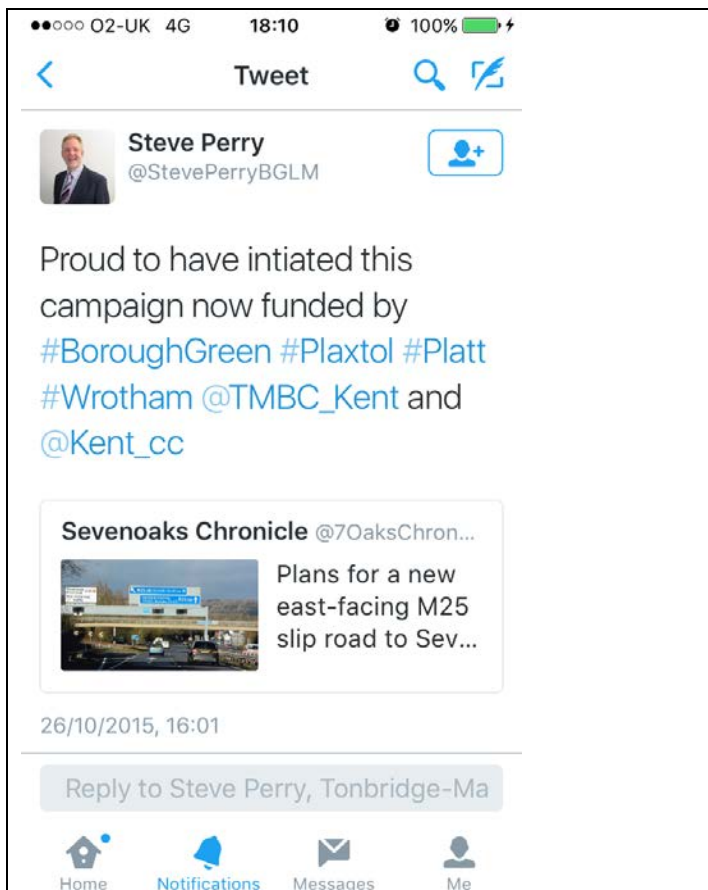 O2-UK 4G 18:10 100%
Tweet
Steve Perry
@StevePerryBGLM
Proud to have intiated this
campaign now funded by
#BoroughGreen #Plaxtol #Platt
#Wrotham @TMBC_Kent and
@Kent_cc
Sevenoaks Chronicle @7OaksChron...
Plans for a new
east-facing M25
slip road to Sev...
26/10/2015, 16:01
Reply to Steve Perry, Tonbridge-Ma
Home Notifications Messages Me